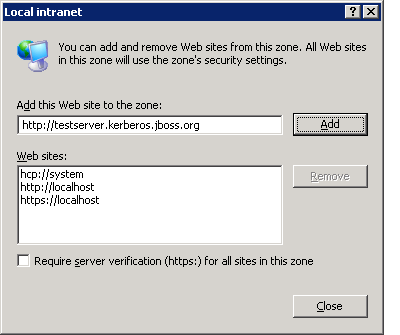 Local intranet
You can add and remove Web sites from this zone. All Web sites
in this zone will use the zone's security settings.
Add this Web site to the zone:
http://testserver.kerberos.jboss.org
Add
Web sites:
hcp://system
http://localhost
https://localhost
Remove
Require server verification (https:) for all sites in this zone
Close